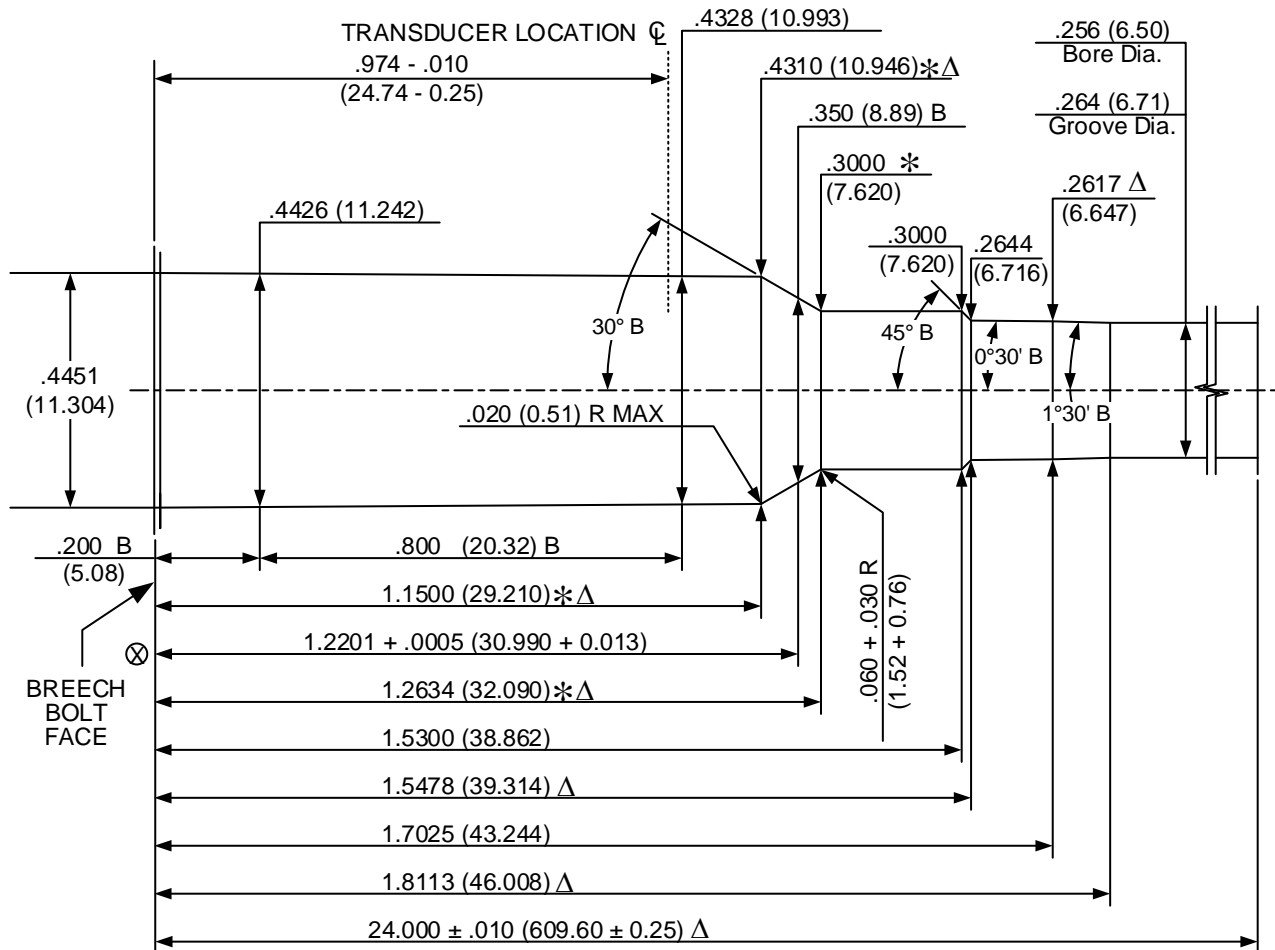 TRANSDUCER LOCATION ℄
.974 - .010
(24.74 - 0.25)
.4328 (10.993)
.4310 (10.946)✻Δ
.350 (8.89) B
.3000 ✻
(7.620)
.256 (6.50)
Bore Dia.
.264 (6.71)
Groove Dia.
.2617 Δ
(6.647)
.4426 (11.242)
.3000
(7.620)
.2644
(6.716)
30° B
45° B
0°30' B
1°30' B
.4451
(11.304)
.020 (0.51) R MAX
.200 B
(5.08)
.800 (20.32) B
1.1500 (29.210)✻Δ
1.2201 + .0005 (30.990 + 0.013)
⊗
BREECH
BOLT
FACE
1.2634 (32.090)✻Δ
.060 + .030 R
(1.52 + 0.76)
1.5300 (38.862)
1.5478 (39.314) Δ
1.7025 (43.244)
1.8113 (46.008) Δ
24.000 ± .010 (609.60 ± 0.25) Δ